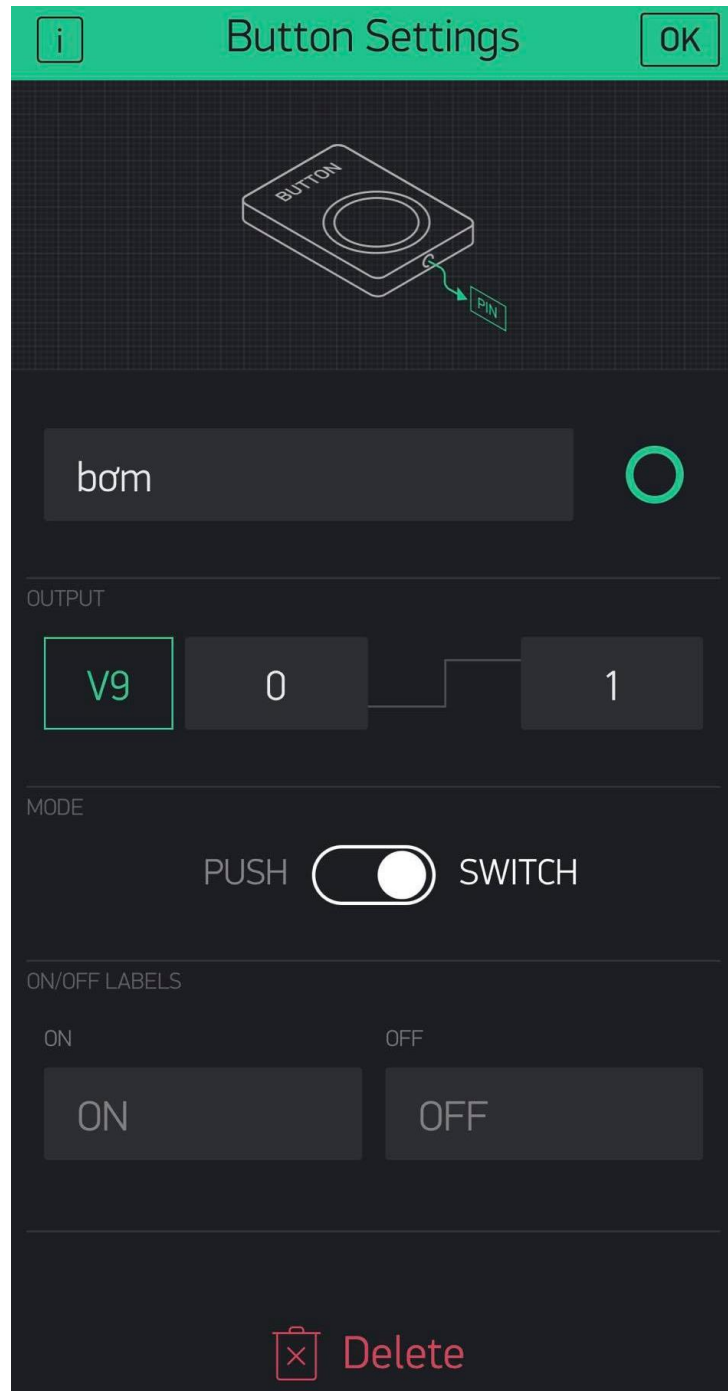 i Button Settings OK
BUTTON
PIN
bơm
OUTPUT
V9 0 1
MODE
PUSH SWITCH
ON/OFF LABELS
ON OFF
ON OFF
Delete